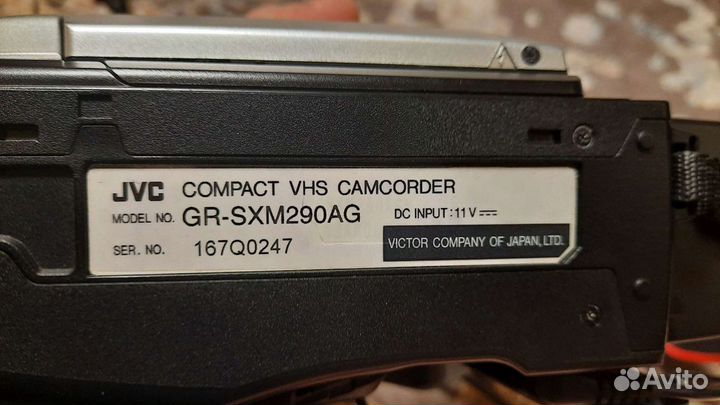 JVC COMPACT VHS CAMCORDER
MODEL NO. GR-SXM290AG DC INPUT : 11 V ⎓
SER. NO. 167Q0247 VICTOR COMPANY OF JAPAN, LTD.
Avito